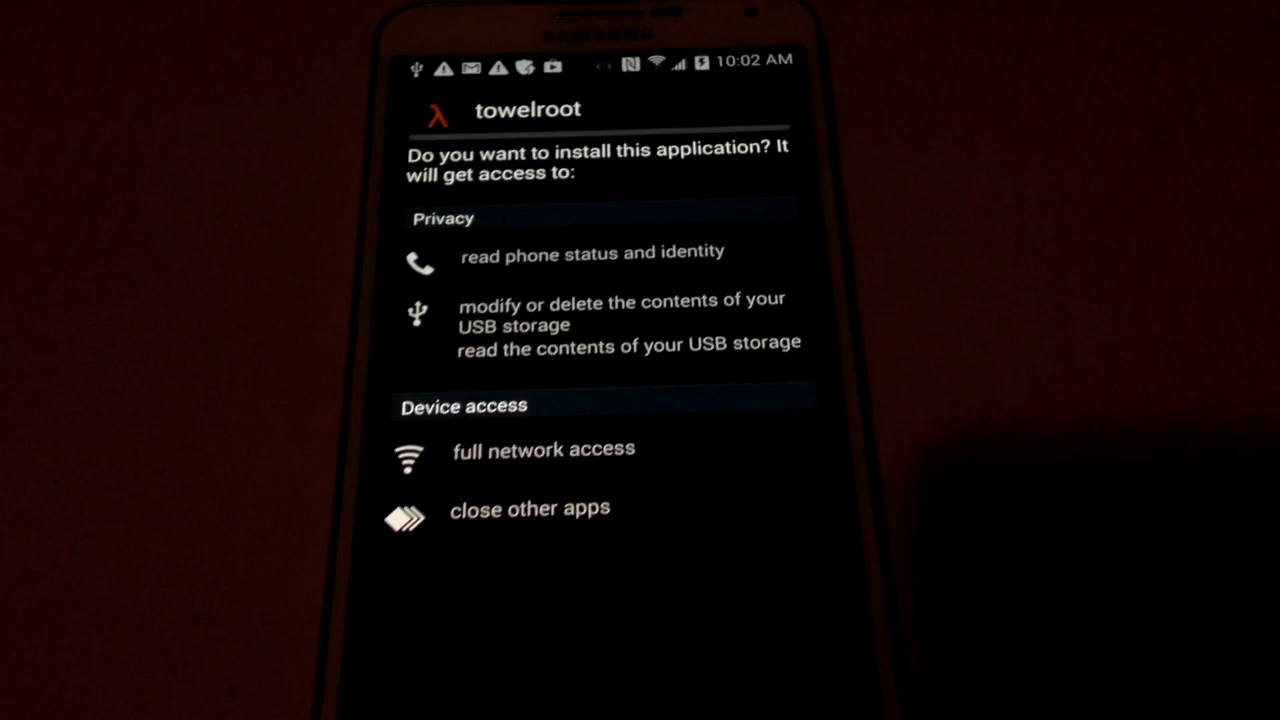 SAMSUNG
10:02 AM
λ towelroot
Do you want to install this application? It
will get access to:
Privacy
read phone status and identity
modify or delete the contents of your
USB storage
read the contents of your USB storage
Device access
full network access
close other apps